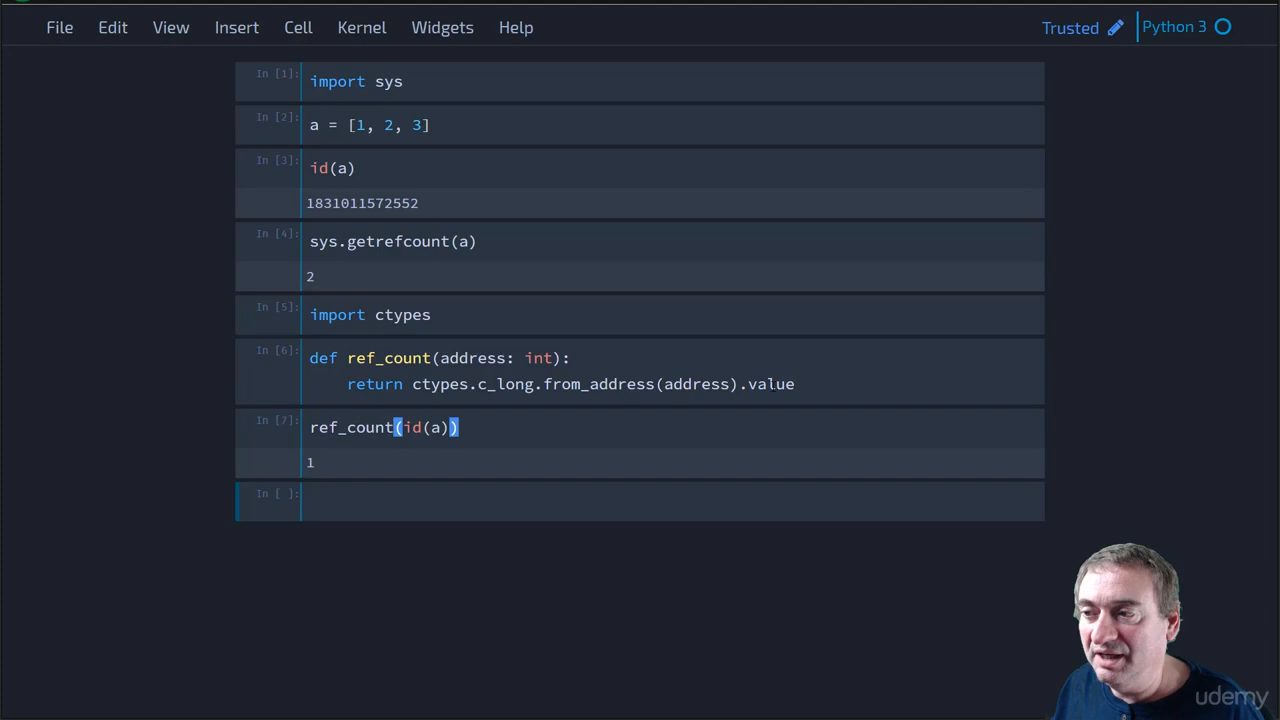 File Edit View Insert Cell Kernel Widgets Help Trusted Python 3
In [1]: import sys
In [2]: a = [1, 2, 3]
In [3]: id(a)
1831011572552
In [4]: sys.getrefcount(a)
2
In [5]: import ctypes
In [6]: def ref_count(address: int):
return ctypes.c_long.from_address(address).value
In [7]: ref_count(id(a))
1
In [ ]:
udemy